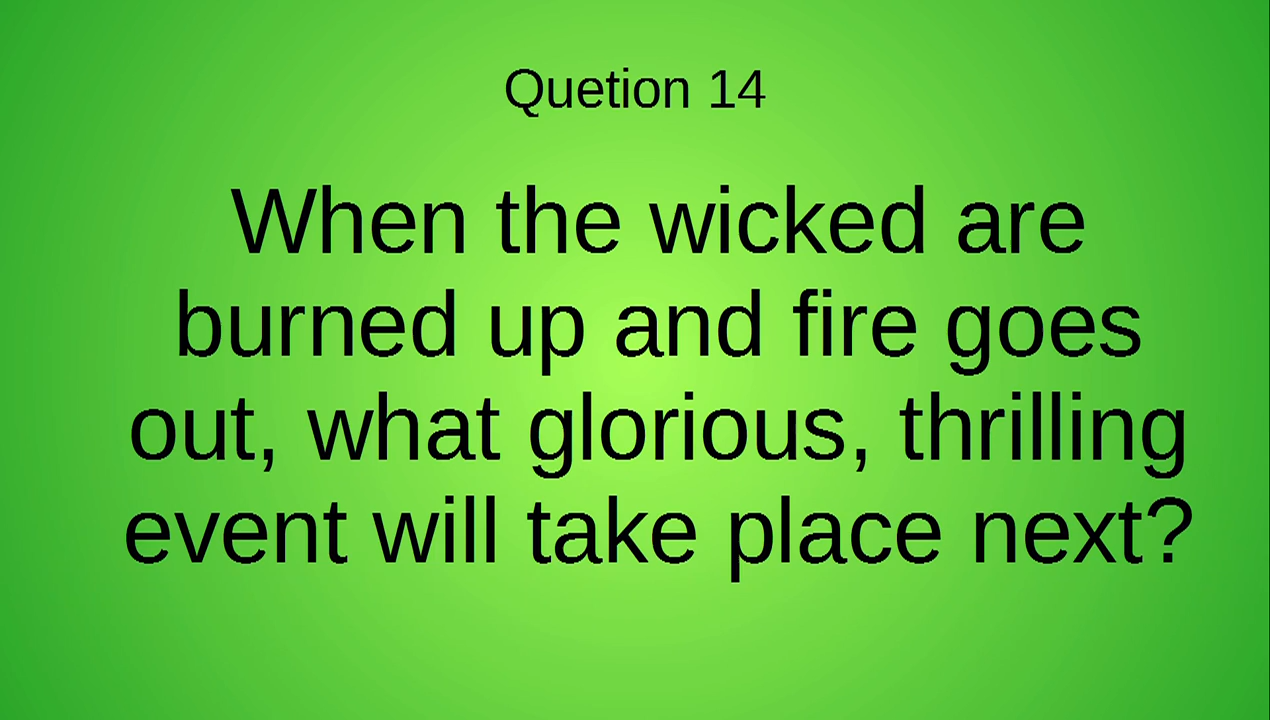 Quetion 14
When the wicked are
burned up and fire goes
out, what glorious, thrilling
event will take place next?